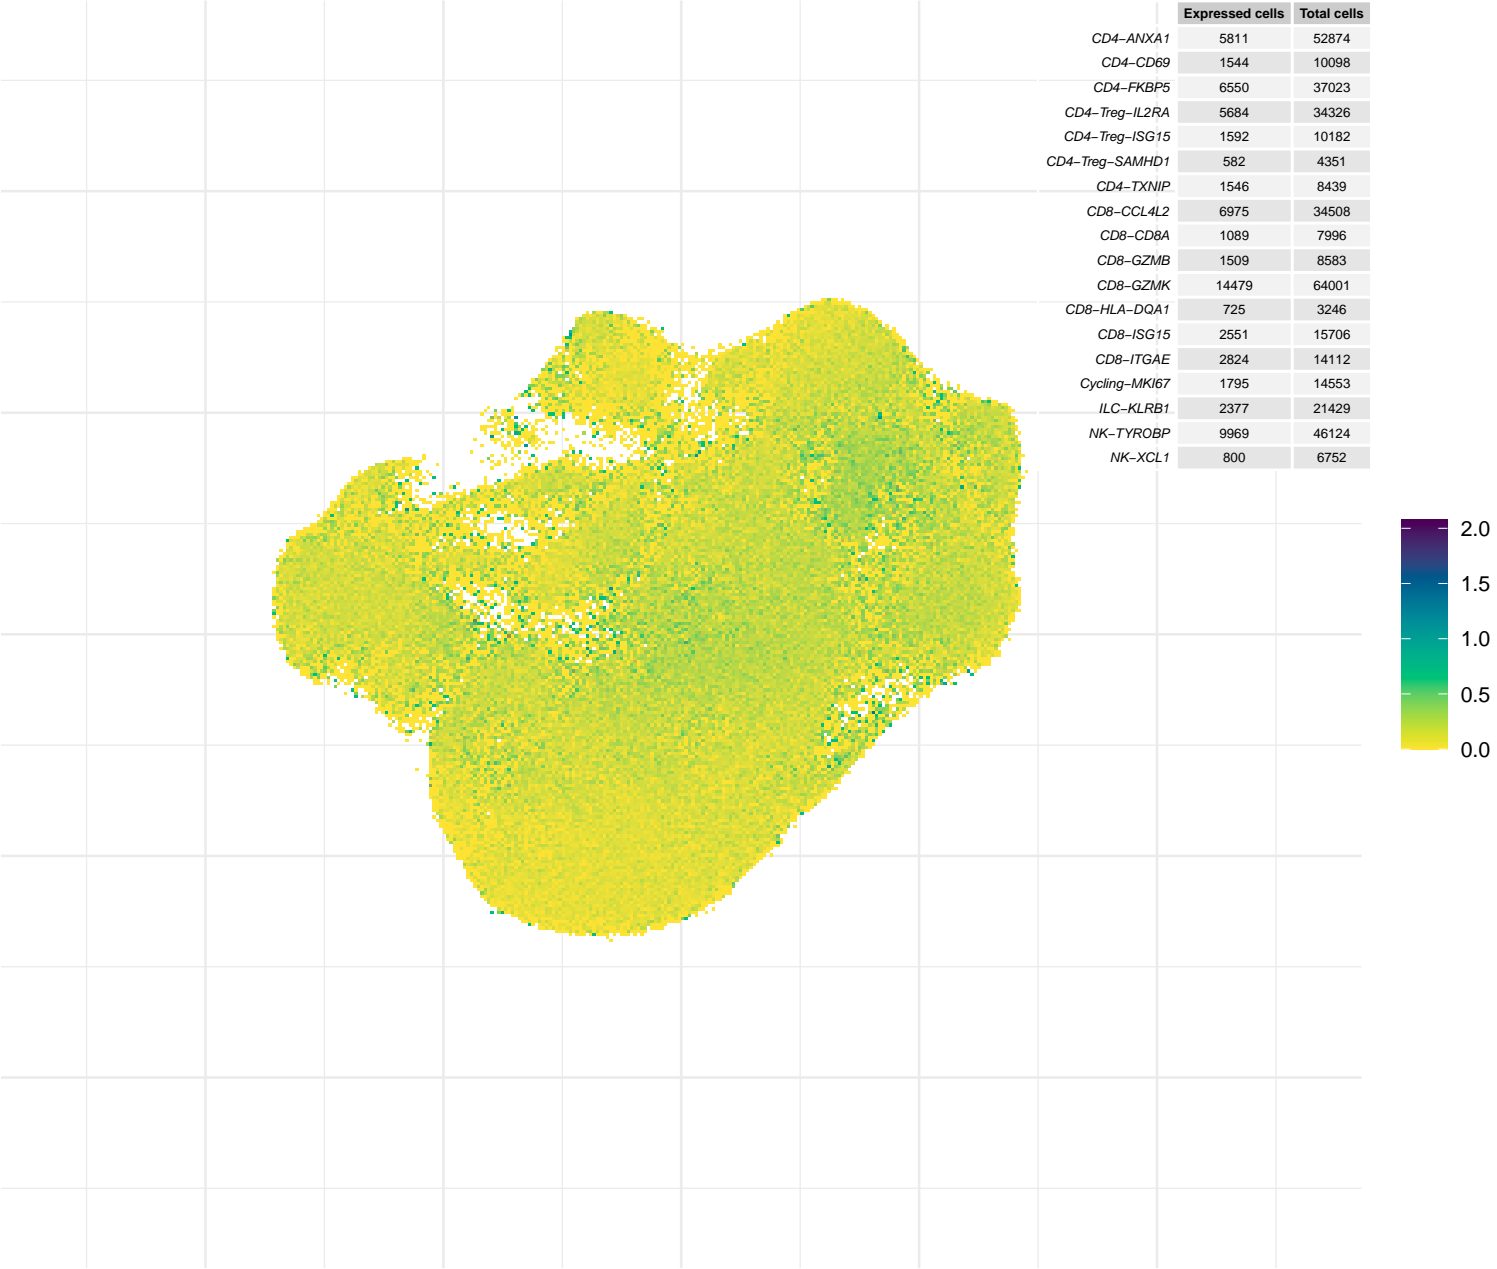 Expressed cells Total cells
CD4−ANXA1 5811 52874
CD4−CD69 1544 10098
CD4−FKBP5 6550 37023
CD4−Treg−IL2RA 5684 34326
CD4−Treg−ISG15 1592 10182
CD4−Treg−SAMHD1 582 4351
CD4−TXNIP 1546 8439
CD8−CCL4L2 6975 34508
CD8−CD8A 1089 7996
CD8−GZMB 1509 8583
CD8−GZMK 14479 64001
CD8−HLA−DQA1 725 3246
CD8−ISG15 2551 15706
CD8−ITGAE 2824 14112
Cycling−MKI67 1795 14553
ILC−KLRB1 2377 21429
NK−TYROBP 9969 46124
NK−XCL1 800 6752
2.0
1.5
1.0
0.5
0.0